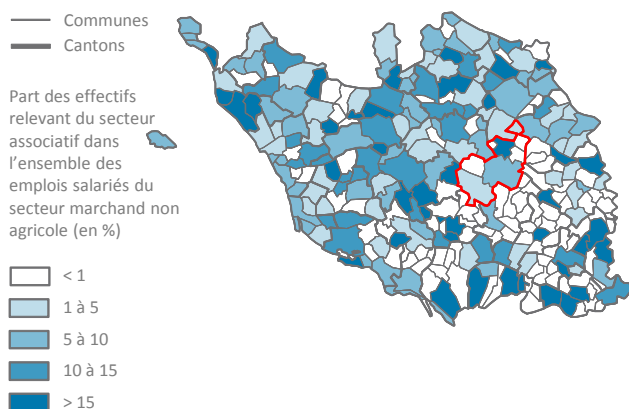 Communes
Cantons
Part des effectifs
relevant du secteur
associatif dans
l'ensemble des
emplois salariés du
secteur marchand non
agricole (en %)
< 1
1 à 5
5 à 10
10 à 15
> 15